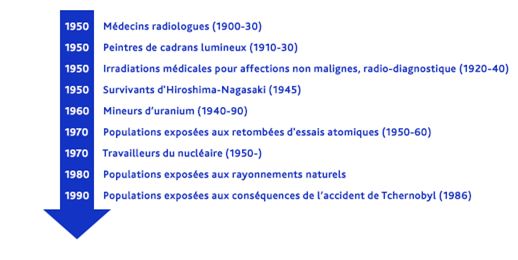 1950 Médecins radiologues (1900-30)
1950 Peintres de cadrans lumineux (1910-30)
1950 Irradiations médicales pour affections non malignes, radio-diagnostique (1920-40)
1950 Survivants d'Hiroshima-Nagasaki (1945)
1960 Mineurs d'uranium (1940-90)
1970 Populations exposées aux retombées d'essais atomiques (1950-60)
1970 Travailleurs du nucléaire (1950-)
1980 Populations exposées aux rayonnements naturels
1990 Populations exposées aux conséquences de l'accident de Tchernobyl (1986)